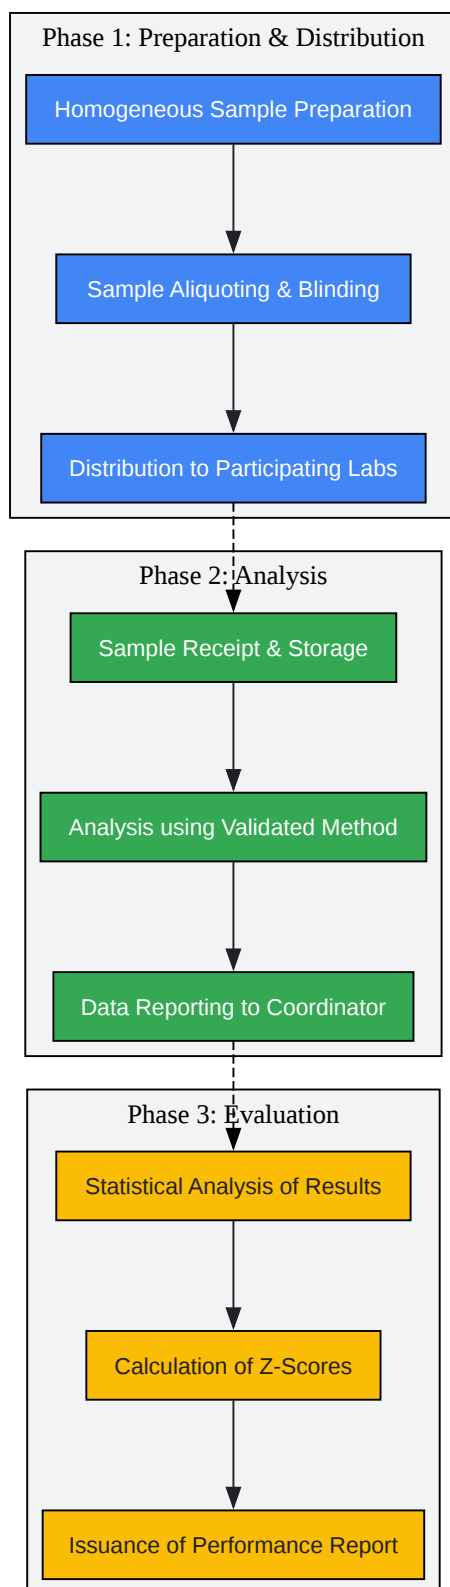 Phase 1: Preparation & Distribution
Homogeneous Sample Preparation
Sample Aliquoting & Blinding
Distribution to Participating Labs
Phase 2: Analysis
Sample Receipt & Storage
Analysis using Validated Method
Data Reporting to Coordinator
Phase 3: Evaluation
Statistical Analysis of Results
Calculation of Z-Scores
Issuance of Performance Report